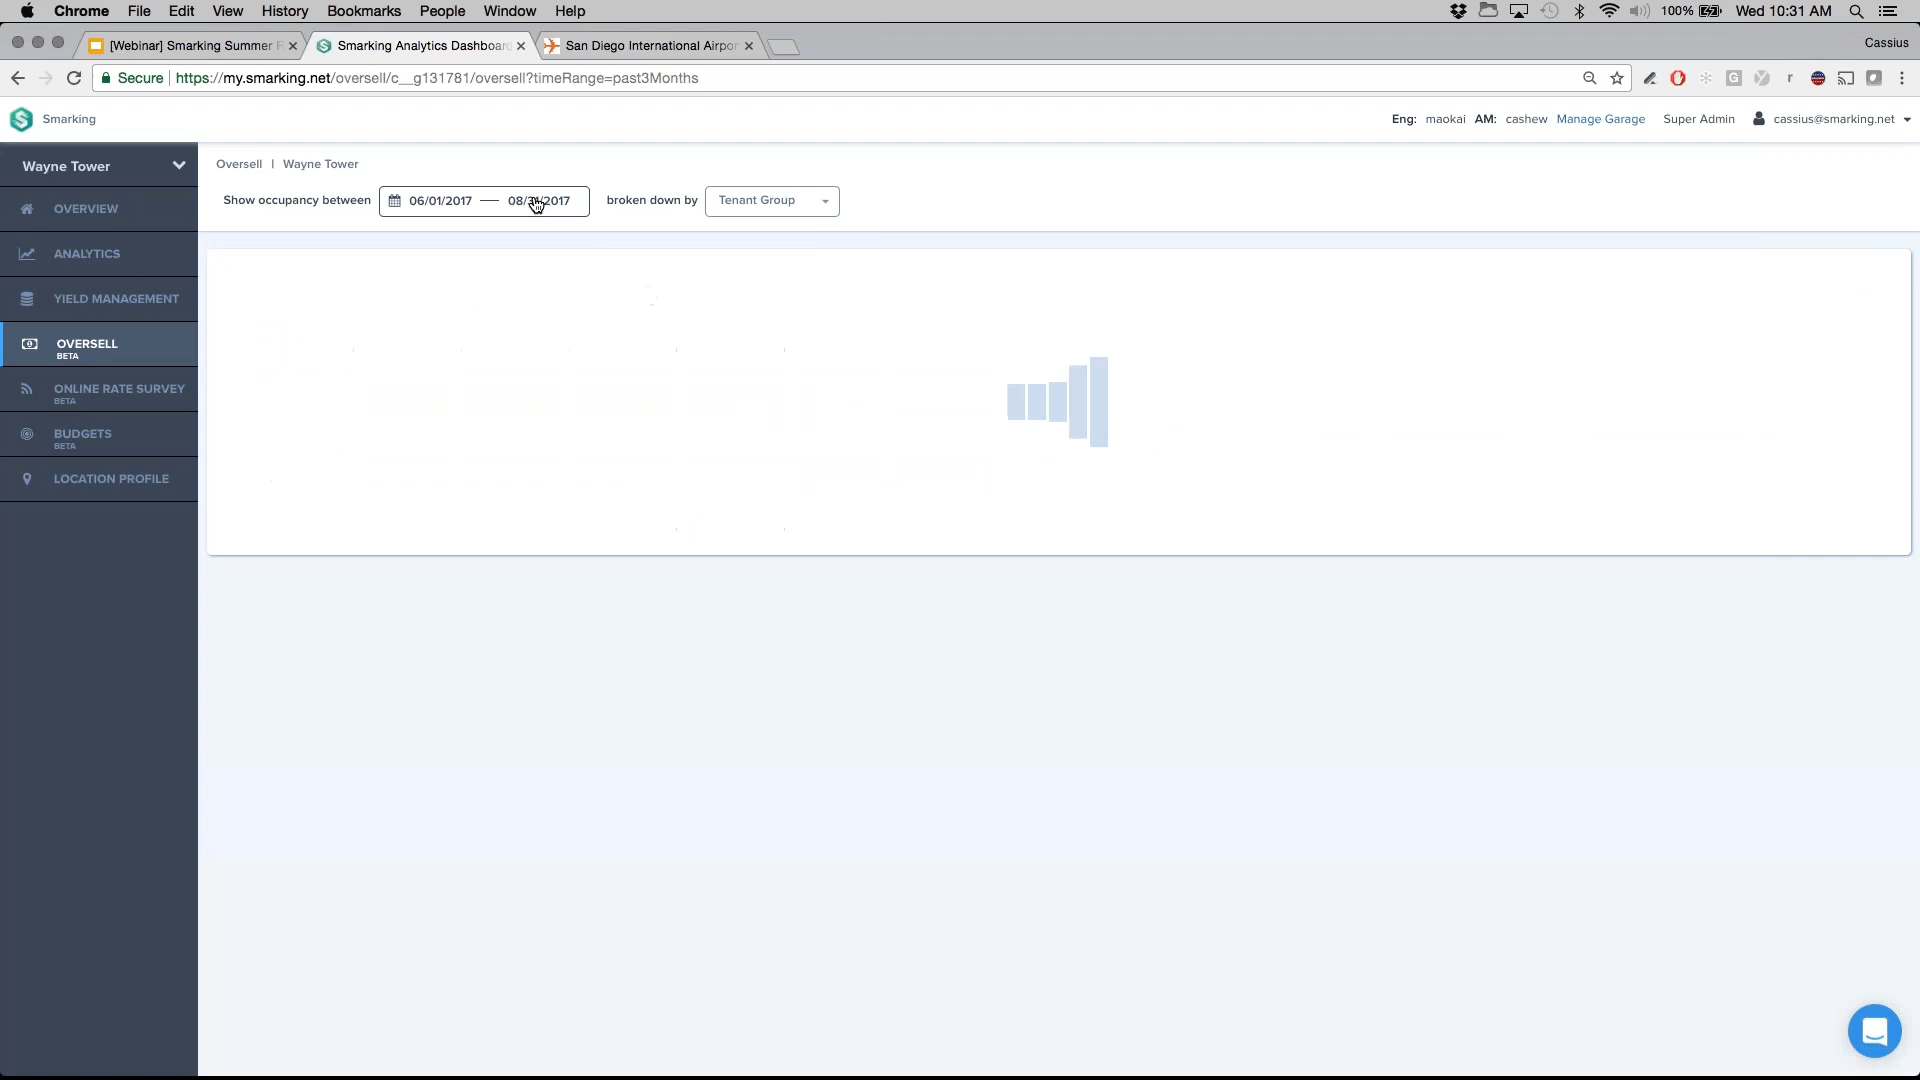 Chrome File Edit View History Bookmarks People Window Help 100% Wed 10:31 AM
[Webinar] Smarking Summer Smarking Analytics Dashboard San Diego International Airpor Cassius
Secure https://my.smarking.net/oversell/c__g131781/oversell?timeRange=past3Months
Smarking Eng: maokai AM: cashew Manage Garage Super Admin cassius@smarking.net
Wayne Tower
Oversell | Wayne Tower
Show occupancy between 06/01/2017 — broken down by Tenant Group
OVERVIEW
ANALYTICS
YIELD MANAGEMENT
OVERSELL
BETA
ONLINE RATE SURVEY
BETA
BUDGETS
BETA
LOCATION PROFILE